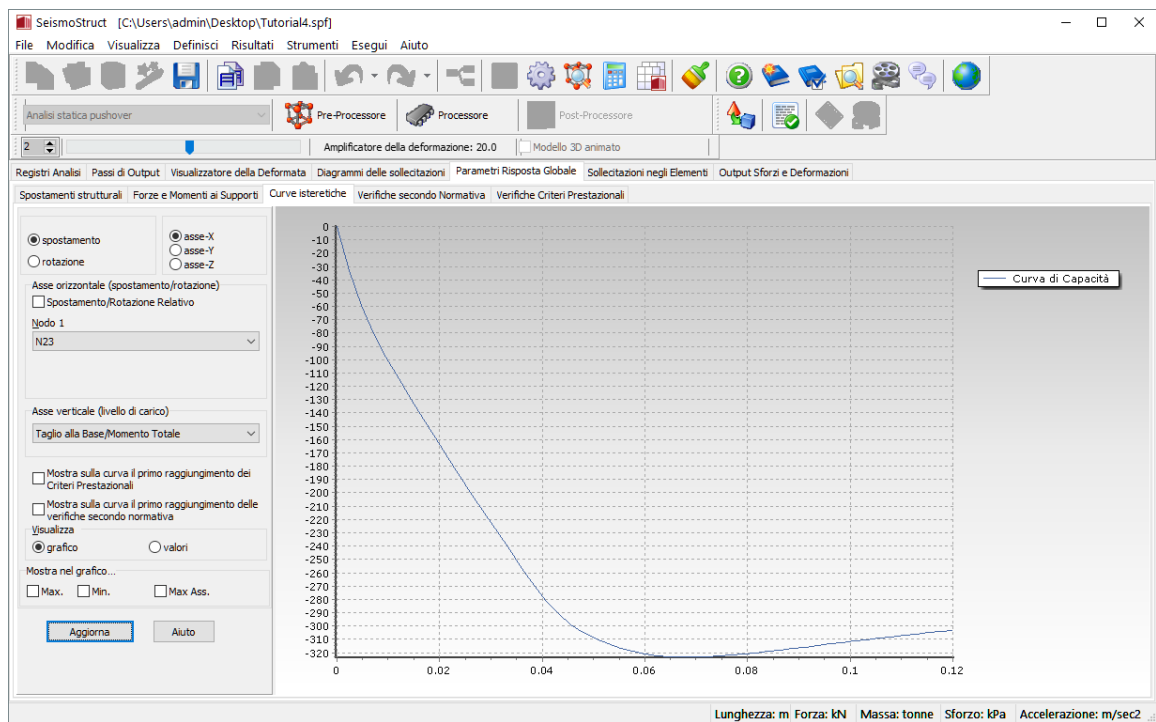 SeismoStruct [C:\Users\admin\Desktop\Tutorial4.spf]
File Modifica Visualizza Definisci Risultati Strumenti Esegui Aiuto
Analisi statica pushover Pre-Processore Processore Post-Processore
2 Amplificatore della deformazione: 20.0 Modello 3D animato
Registri Analisi Passi di Output Visualizzatore della Deformata Diagrammi delle sollecitazioni Parametri Risposta Globale Sollecitazioni negli Elementi Output Sforzi e Deformazioni
Spostamenti strutturali Forze e Momenti ai Supporti Curve isteretiche Verifiche secondo Normativa Verifiche Criteri Prestazionali
spostamento
rotazione
asse-X
asse-Y
asse-Z
Asse orizzontale (spostamento/rotazione)
Spostamento/Rotazione Relativo
Nodo 1
N23
Asse verticale (livello di carico)
Taglio alla Base/Momento Totale
Mostra sulla curva il primo raggiungimento dei
Criteri Prestazionali
Mostra sulla curva il primo raggiungimento delle
verifiche secondo normativa
Visualizza
grafico valori
Mostra nel grafico...
Max. Min. Max Ass.
Aggiorna Aiuto
0
-10
-20
-30
-40
-50
-60
-70
-80
-90
-100
-110
-120
-130
-140
-150
-160
-170
-180
-190
-200
-210
-220
-230
-240
-250
-260
-270
-280
-290
-300
-310
-320
0 0.02 0.04 0.06 0.08 0.1 0.12
Curva di Capacità
Lunghezza: m Forza: kN Massa: tonne Sforzo: kPa Accelerazione: m/sec2